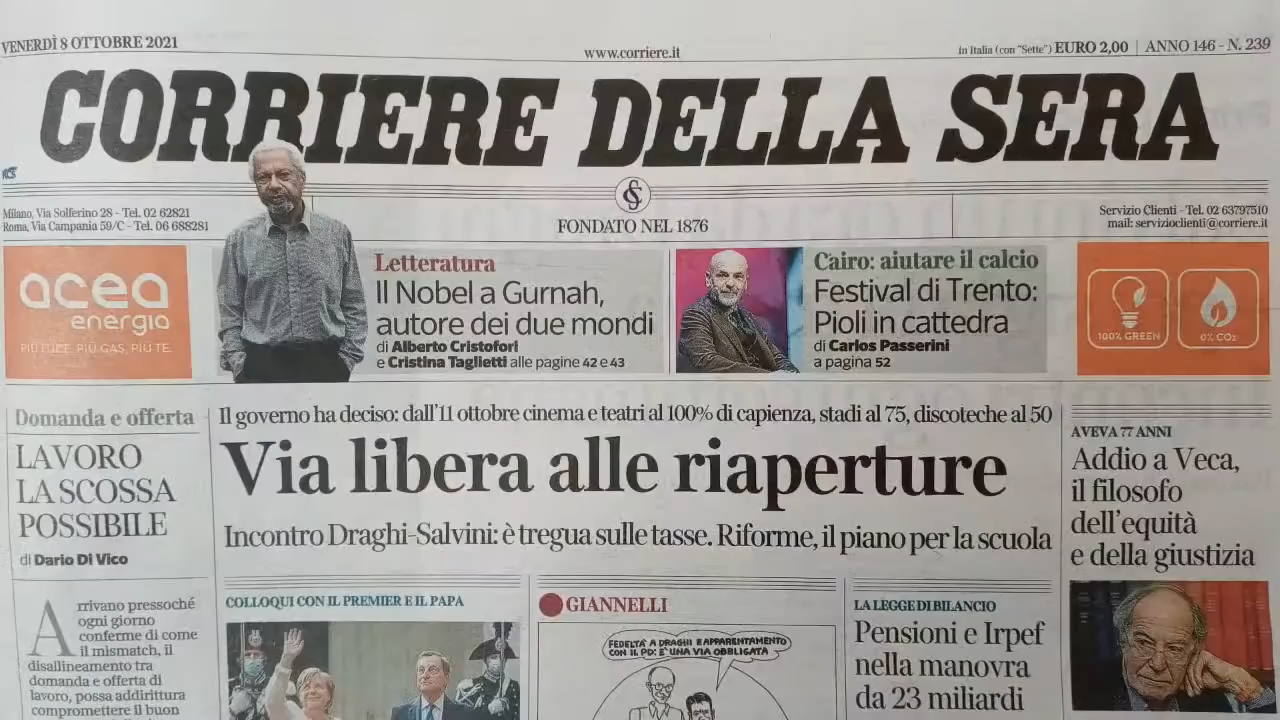 VENERDÌ 8 OTTOBRE 2021
www.corriere.it
in Italia (con "Sette") EURO 2,00 | ANNO 146 - N. 239
CORRIERE DELLA SERA
Milano, Via Solferino 28 - Tel. 02 62821
Roma, Via Campania 59/C - Tel. 06 688281
FONDATO NEL 1876
Servizio Clienti - Tel. 02 63797510
mail: servizioclienti@corriere.it
acea
energia
PIÙ LUCE, PIÙ GAS, PIÙ TE.
Letteratura
Il Nobel a Gurnah,
autore dei due mondi
di Alberto Cristofori
e Cristina Taglietti alle pagine 42 e 43
Cairo: aiutare il calcio
Festival di Trento:
Pioli in cattedra
di Carlos Passerini
a pagina 52
100% GREEN
0% CO2
Domanda e offerta
LAVORO
LA SCOSSA
POSSIBILE
di Dario Di Vico
Arrivano pressoché
ogni giorno
conferme di come
il mismatch, il
disallineamento tra
domanda e offerta di
lavoro, possa addirittura
compromettere il buon
Il governo ha deciso: dall'11 ottobre cinema e teatri al 100% di capienza, stadi al 75, discoteche al 50
Via libera alle riaperture
Incontro Draghi-Salvini: è tregua sulle tasse. Riforme, il piano per la scuola
COLLOQUI CON IL PREMIER E IL PAPA
GIANNELLI
FEDELTÀ A DRAGHI E APPARENTAMENTO
CON IL PD: È UNA VIA OBBLIGATA
LA LEGGE DI BILANCIO
Pensioni e Irpef
nella manovra
da 23 miliardi
AVEVA 77 ANNI
Addio a Veca,
il filosofo
dell'equità
e della giustizia